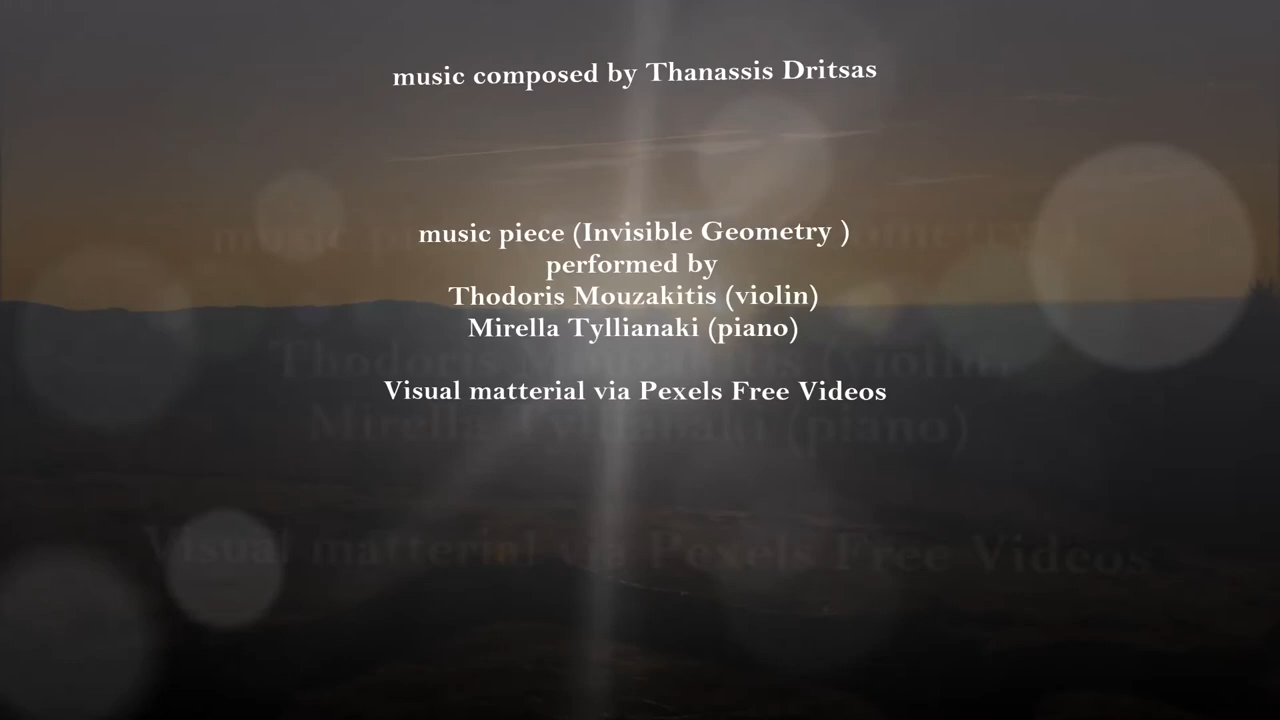 music composed by Thanassis Dritsas
music piece (Invisible Geometry )
performed by
Thodoris Mouzakitis (violin)
Mirella Tyllianaki (piano)
Visual matterial via Pexels Free Videos